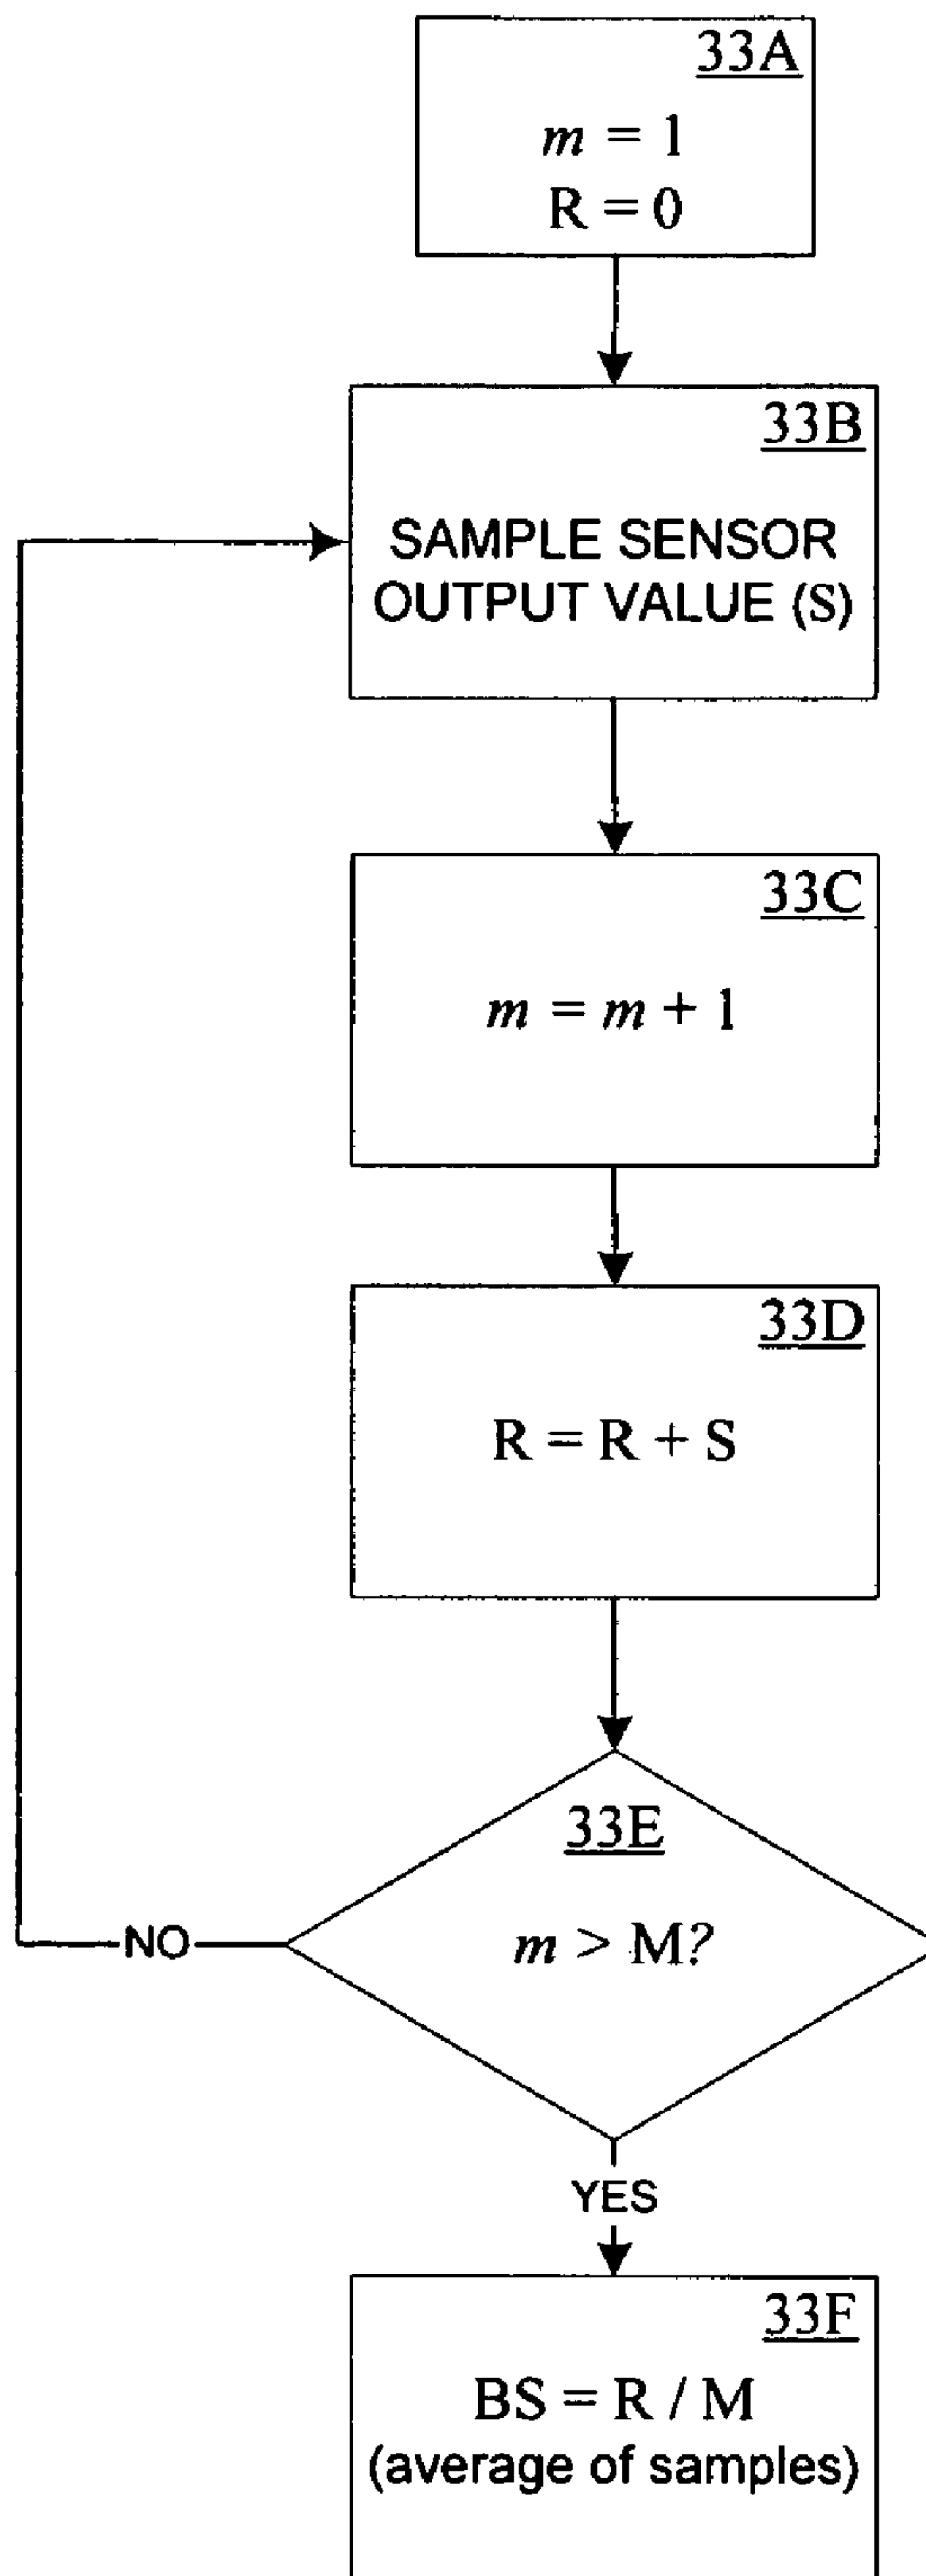 33A
m = 1
R = 0
33B
SAMPLE SENSOR
OUTPUT VALUE (S)
33C
m = m + 1
33D
R = R + S
33E
m > M?
NO
YES
33F
BS = R / M
(average of samples)